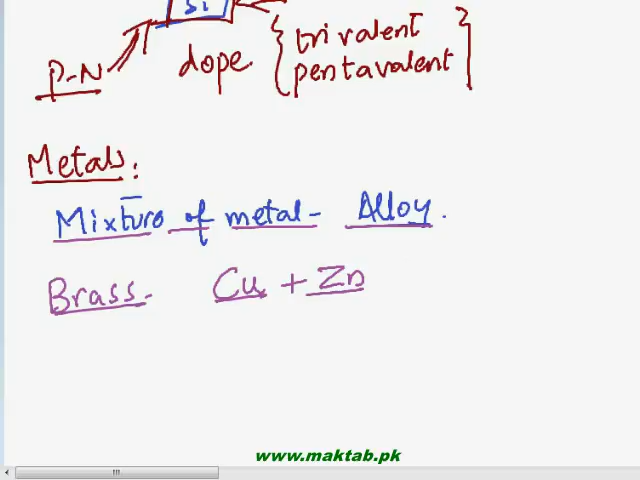 Si
trivalent
P-N dope pentavalent
Metals:
Mixture of metal - Alloy.
Brass - Cu + Zn
www.maktab.pk